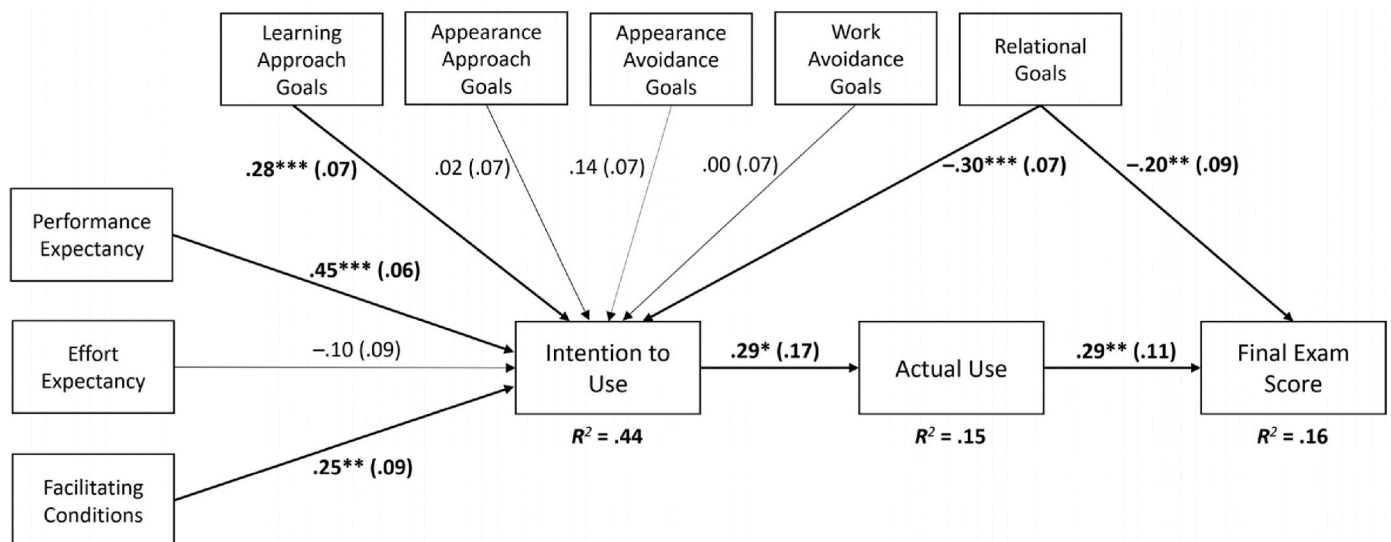 Learning
Approach
Goals
Appearance
Approach
Goals
Appearance
Avoidance
Goals
Work
Avoidance
Goals
Relational
Goals
.28*** (.07)
.02 (.07)
.14 (.07)
.00 (.07)
–.30*** (.07)
–.20** (.09)
Performance
Expectancy
.45*** (.06)
Effort
Expectancy
–.10 (.09)
Intention to
Use
.29* (.17)
Actual Use
.29** (.11)
Final Exam
Score
R² = .44
R² = .15
R² = .16
.25** (.09)
Facilitating
Conditions